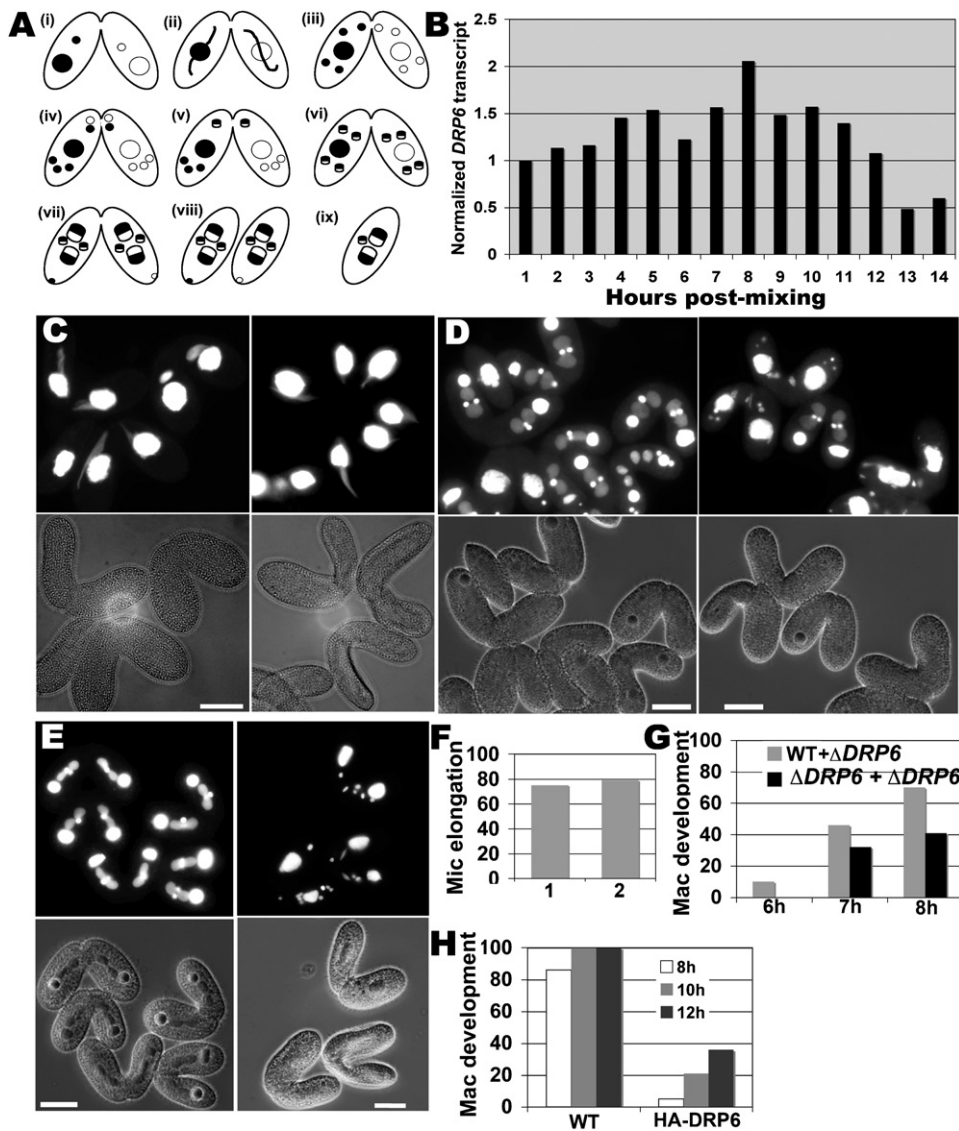 A
(i)
(ii)
(iii)
(iv)
(v)
(vi)
(vii)
(viii)
(ix)
B
Normalized DRP6 transcript
2.5
2
1.5
1
0.5
0
1 2 3 4 5 6 7 8 9 10 11 12 13 14
Hours post-mixing
C
D
E
F
Mic elongation
100
80
60
40
20
0
1 2
G
Mac development
100
80
60
40
20
0
WT+ΔDRP6
ΔDRP6 + ΔDRP6
6h 7h 8h
H
Mac development
100
80
60
40
20
0
8h
10h
12h
WT HA-DRP6